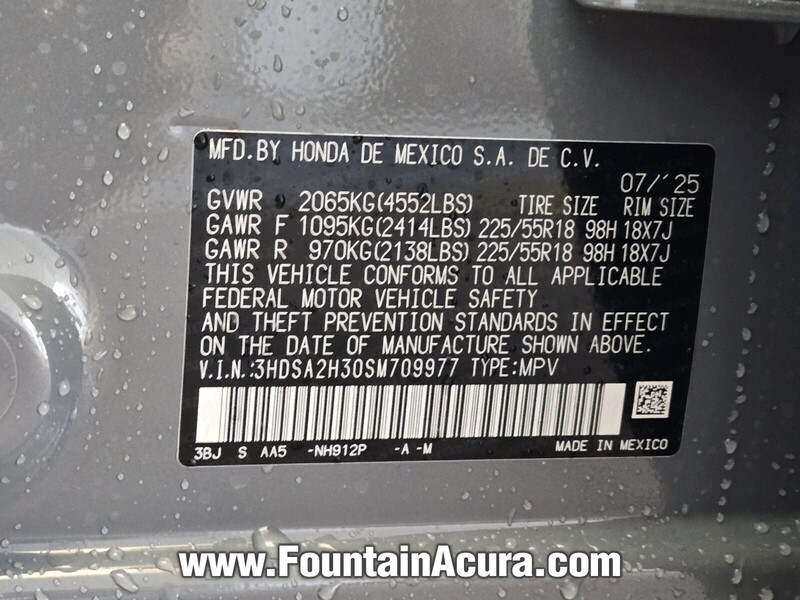 MFD.BY HONDA DE MEXICO S.A. DE C.V.
07/'25
GVWR 2065KG(4552LBS) TIRE SIZE RIM SIZE
GAWR F 1095KG(2414LBS) 225/55R18 98H 18X7J
GAWR R 970KG(2138LBS) 225/55R18 98H 18X7J
THIS VEHICLE CONFORMS TO ALL APPLICABLE
FEDERAL MOTOR VEHICLE SAFETY
AND THEFT PREVENTION STANDARDS IN EFFECT
ON THE DATE OF MANUFACTURE SHOWN ABOVE.
V.I.N.:3HDSA2H30SM709977 TYPE:MPV
3BJ S AA5 -NH912P -A -M MADE IN MEXICO
www.FountainAcura.com